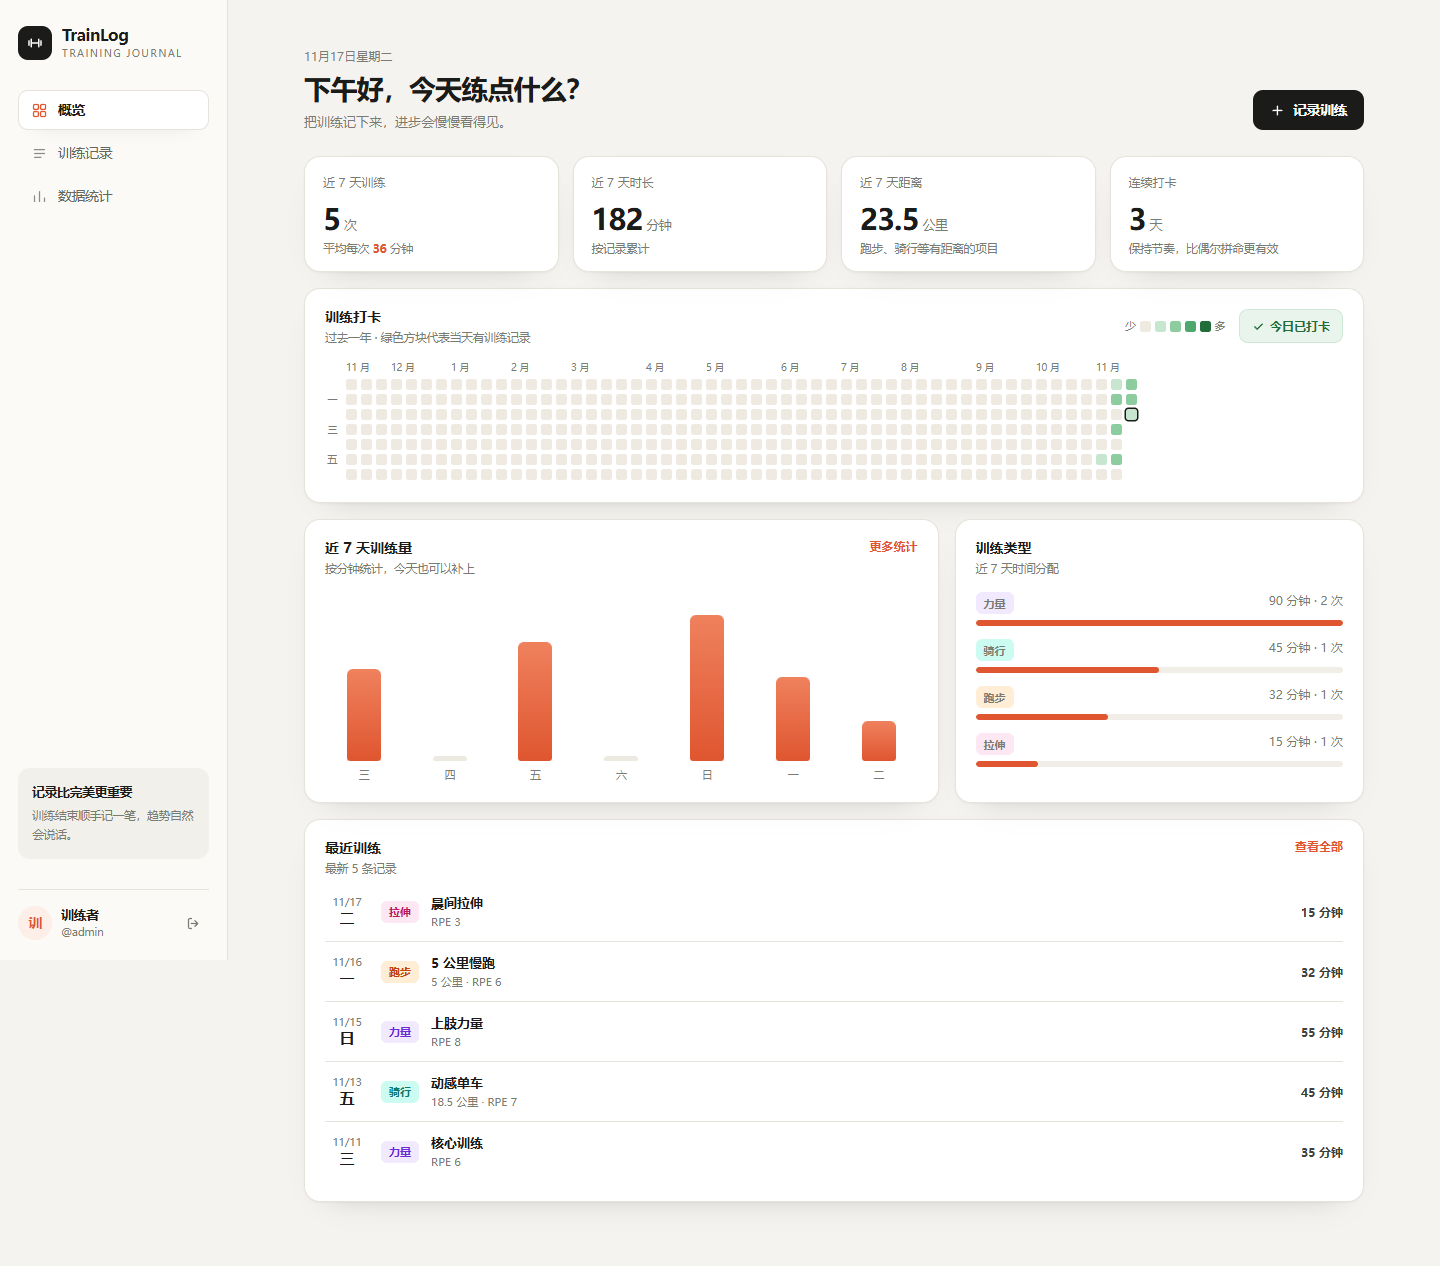 TrainLog
TRAINING JOURNAL
概览
训练记录
数据统计
记录比完美更重要
训练结束顺手记一笔，趋势自然
会说话。
训
训练者
@admin
11月17日星期二
下午好，今天练点什么？
把训练记下来，进步会慢慢看得见。
记录训练
近 7 天训练
5 次
平均每次 36 分钟
近 7 天时长
182 分钟
按记录累计
近 7 天距离
23.5 公里
跑步、骑行等有距离的项目
连续打卡
3 天
保持节奏，比偶尔拼命更有效
训练打卡
过去一年 · 绿色方块代表当天有训练记录
少 多
今日已打卡
11 月 12 月 1 月 2 月 3 月 4 月 5 月 6 月 7 月 8 月 9 月 10 月 11 月
一
三
五
近 7 天训练量
按分钟统计，今天也可以补上
更多统计
三 四 五 六 日 一 二
训练类型
近 7 天时间分配
力量 90 分钟 · 2 次
骑行 45 分钟 · 1 次
跑步 32 分钟 · 1 次
拉伸 15 分钟 · 1 次
最近训练
最新 5 条记录
查看全部
11/17
二
拉伸
晨间拉伸
RPE 3
15 分钟
11/16
一
跑步
5 公里慢跑
5 公里 · RPE 6
32 分钟
11/15
日
力量
上肢力量
RPE 8
55 分钟
11/13
五
骑行
动感单车
18.5 公里 · RPE 7
45 分钟
11/11
三
力量
核心训练
RPE 6
35 分钟